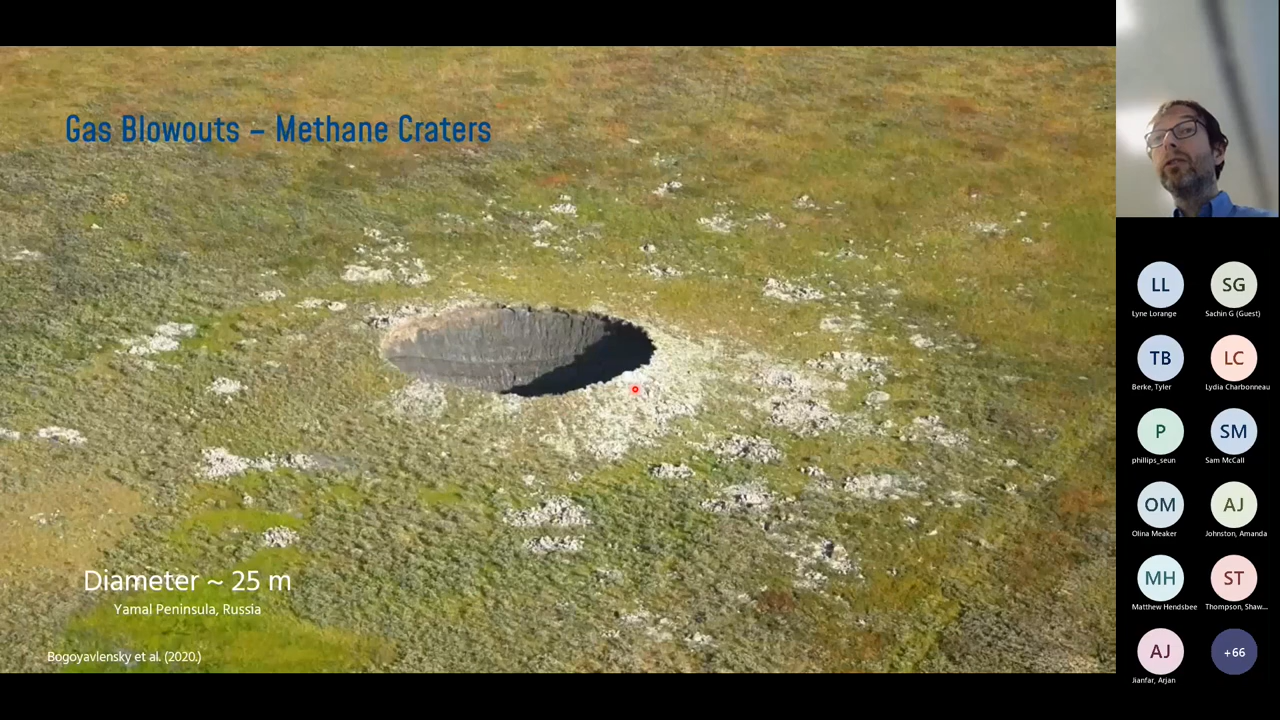 Gas Blowouts – Methane Craters
Diameter ~ 25 m
Yamal Peninsula, Russia
Bogoyavlensky et al. (2020.)
LL
SG
Lyne Lorange
Sachin G (Guest)
TB
LC
Berke, Tyler
Lydia Charbonneau
P
SM
phillips_seun
Sam McCall
OM
AJ
Olina Meaker
Johnston, Amanda
MH
ST
Matthew Hendsbee
Thompson, Shaw...
AJ
+66
Jianfar, Arjan